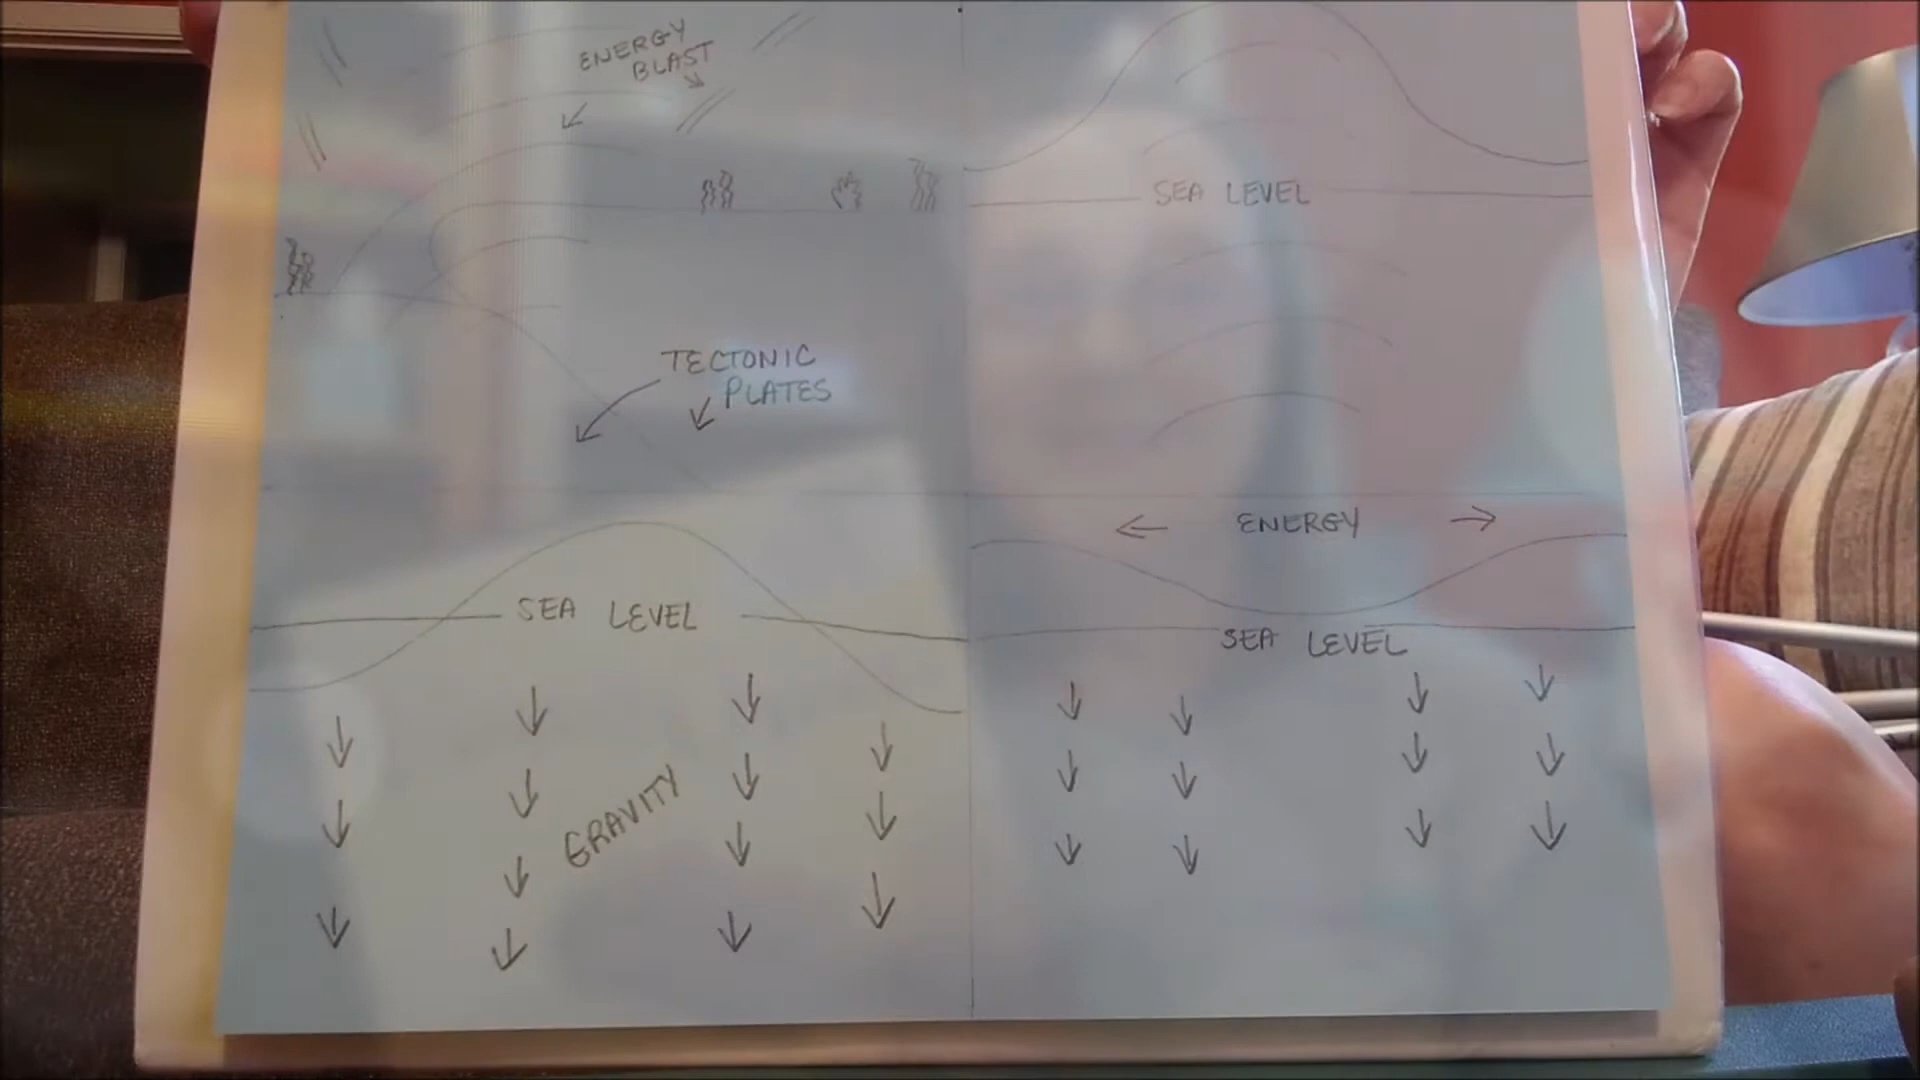 ENERGY
BLAST
SEA LEVEL
TECTONIC
PLATES
ENERGY
SEA LEVEL
SEA LEVEL
GRAVITY